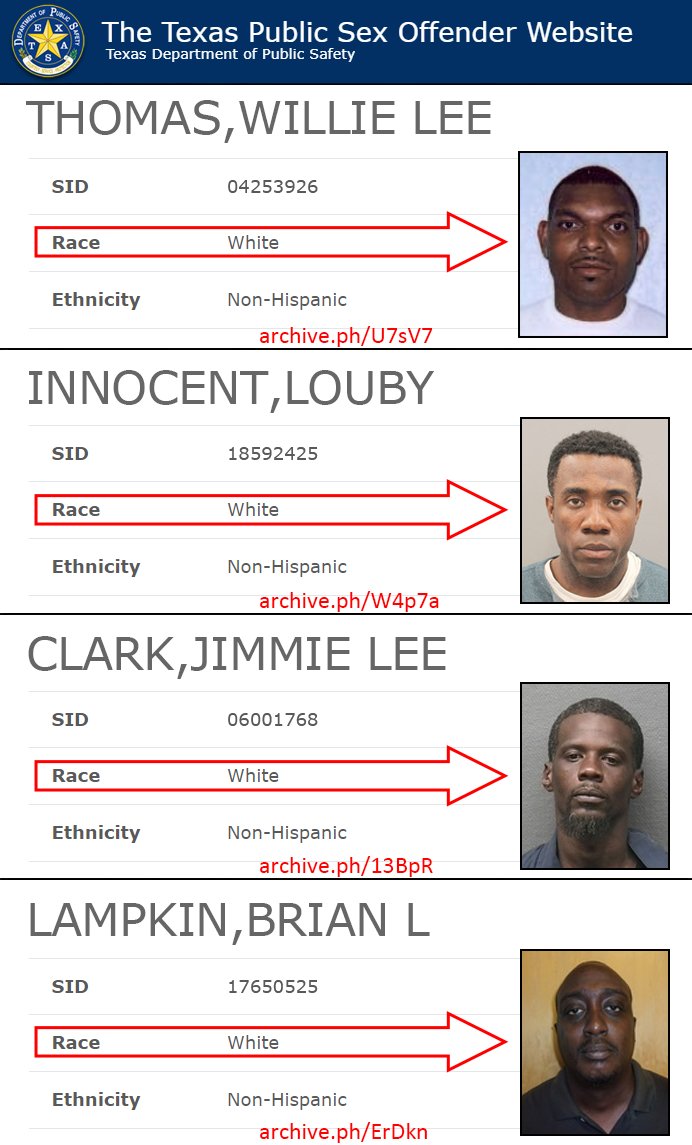 The Texas Public Sex Offender Website
Texas Department of Public Safety
DEPARTMENT OF PUBLIC SAFETY
TEXAS
THOMAS,WILLIE LEE
SID 04253926
Race White
Ethnicity Non-Hispanic
archive.ph/U7sV7
INNOCENT,LOUBY
SID 18592425
Race White
Ethnicity Non-Hispanic
archive.ph/W4p7a
CLARK,JIMMIE LEE
SID 06001768
Race White
Ethnicity Non-Hispanic
archive.ph/13BpR
LAMPKIN,BRIAN L
SID 17650525
Race White
Ethnicity Non-Hispanic
archive.ph/ErDkn